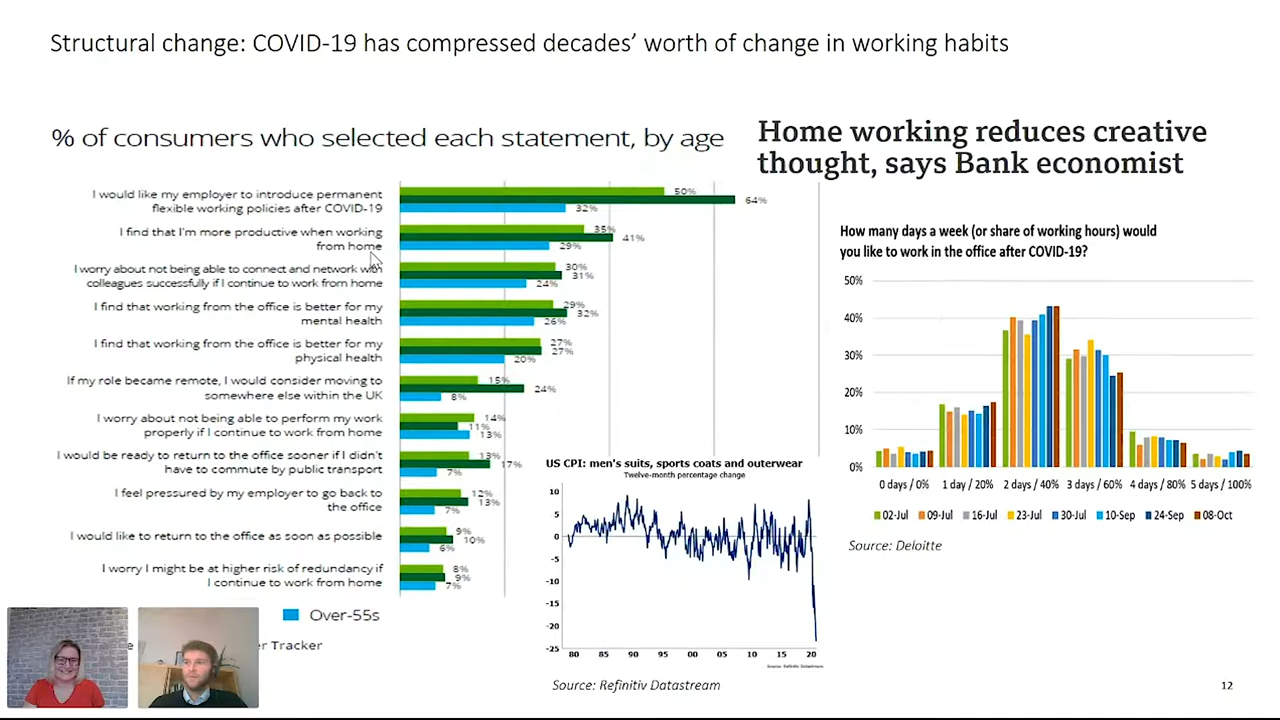 Structural change: COVID-19 has compressed decades’ worth of change in working habits
% of consumers who selected each statement, by age
I would like my employer to introduce permanent
flexible working policies after COVID-19
50%
64%
32%
I find that I'm more productive when working
from home
35%
41%
29%
I worry about not being able to connect and network with
colleagues successfully if I continue to work from home
30%
31%
24%
I find that working from the office is better for my
mental health
29%
32%
26%
I find that working from the office is better for my
physical health
27%
27%
20%
If my role became remote, I would consider moving to
somewhere else within the UK
15%
24%
8%
I worry about not being able to perform my work
properly if I continue to work from home
14%
11%
13%
I would be ready to return to the office sooner if I didn't
have to commute by public transport
13%
17%
7%
I feel pressured by my employer to go back to
the office
12%
13%
7%
I would like to return to the office as soon as possible
9%
10%
6%
I worry I might be at higher risk of redundancy if
I continue to work from home
8%
9%
7%
Over-55s
er Tracker
Home working reduces creative
thought, says Bank economist
How many days a week (or share of working hours) would
you like to work in the office after COVID-19?
50%
40%
30%
20%
10%
0%
0 days / 0% 1 day / 20% 2 days / 40% 3 days / 60% 4 days / 80% 5 days / 100%
02-Jul 09-Jul 16-Jul 23-Jul 30-Jul 10-Sep 24-Sep 08-Oct
Source: Deloitte
US CPI: men's suits, sports coats and outerwear
Twelve-month percentage change
10
5
0
-5
-10
-15
-20
-25
80 85 90 95 00 05 10 15 20
Source: Refinitiv Datastream
Source: Refinitiv Datastream
12